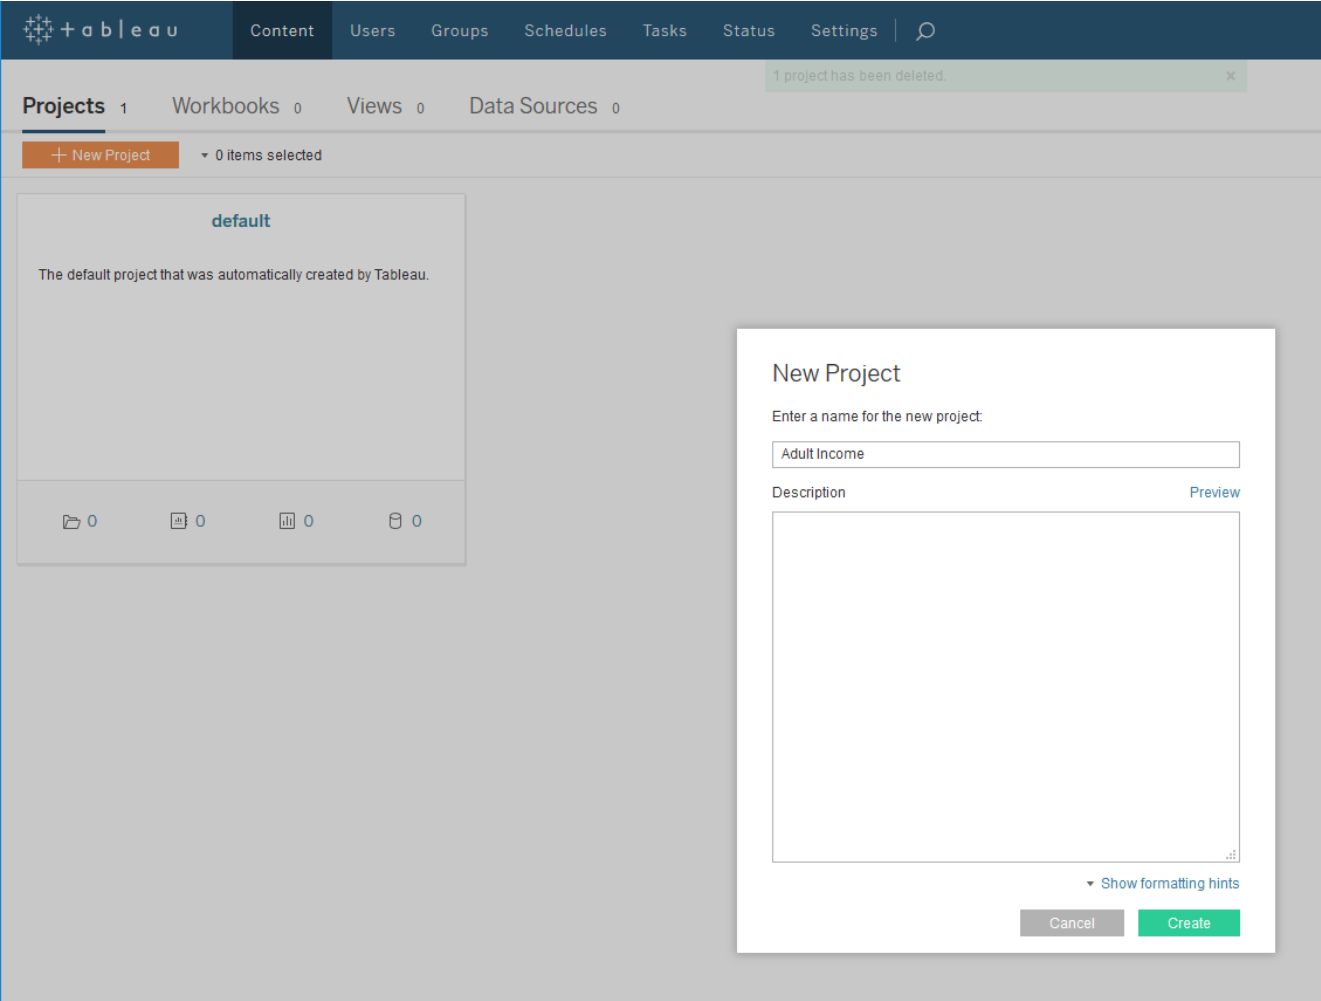 tableau Content Users Groups Schedules Tasks Status Settings
1 project has been deleted. ×
Projects 1 Workbooks 0 Views 0 Data Sources 0
+ New Project 0 items selected
default
The default project that was automatically created by Tableau.
0 0 0 0
New Project
Enter a name for the new project:
Adult Income
Description Preview
Show formatting hints
Cancel Create